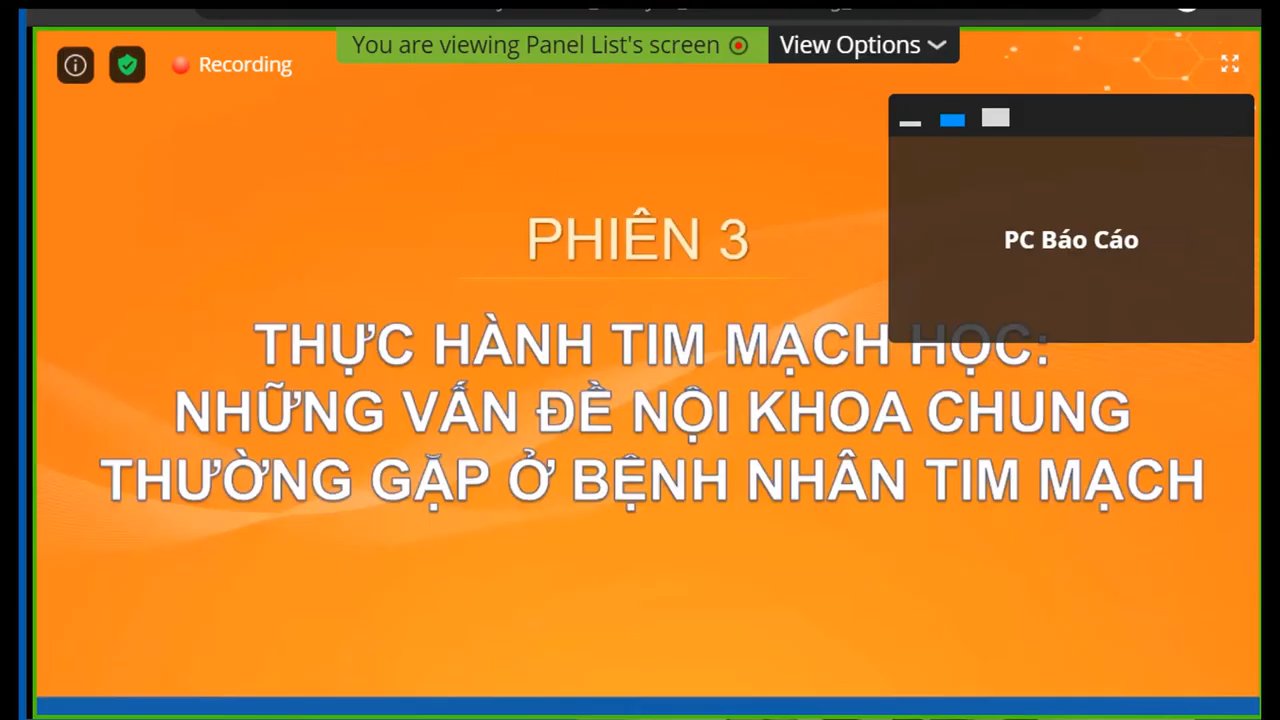 You are viewing Panel List's screen View Options
Recording
PC Báo Cáo
PHIÊN 3
THỰC HÀNH TIM MẠCH HỌC:
NHỮNG VẤN ĐỀ NỘI KHOA CHUNG
THƯỜNG GẶP Ở BỆNH NHÂN TIM MẠCH